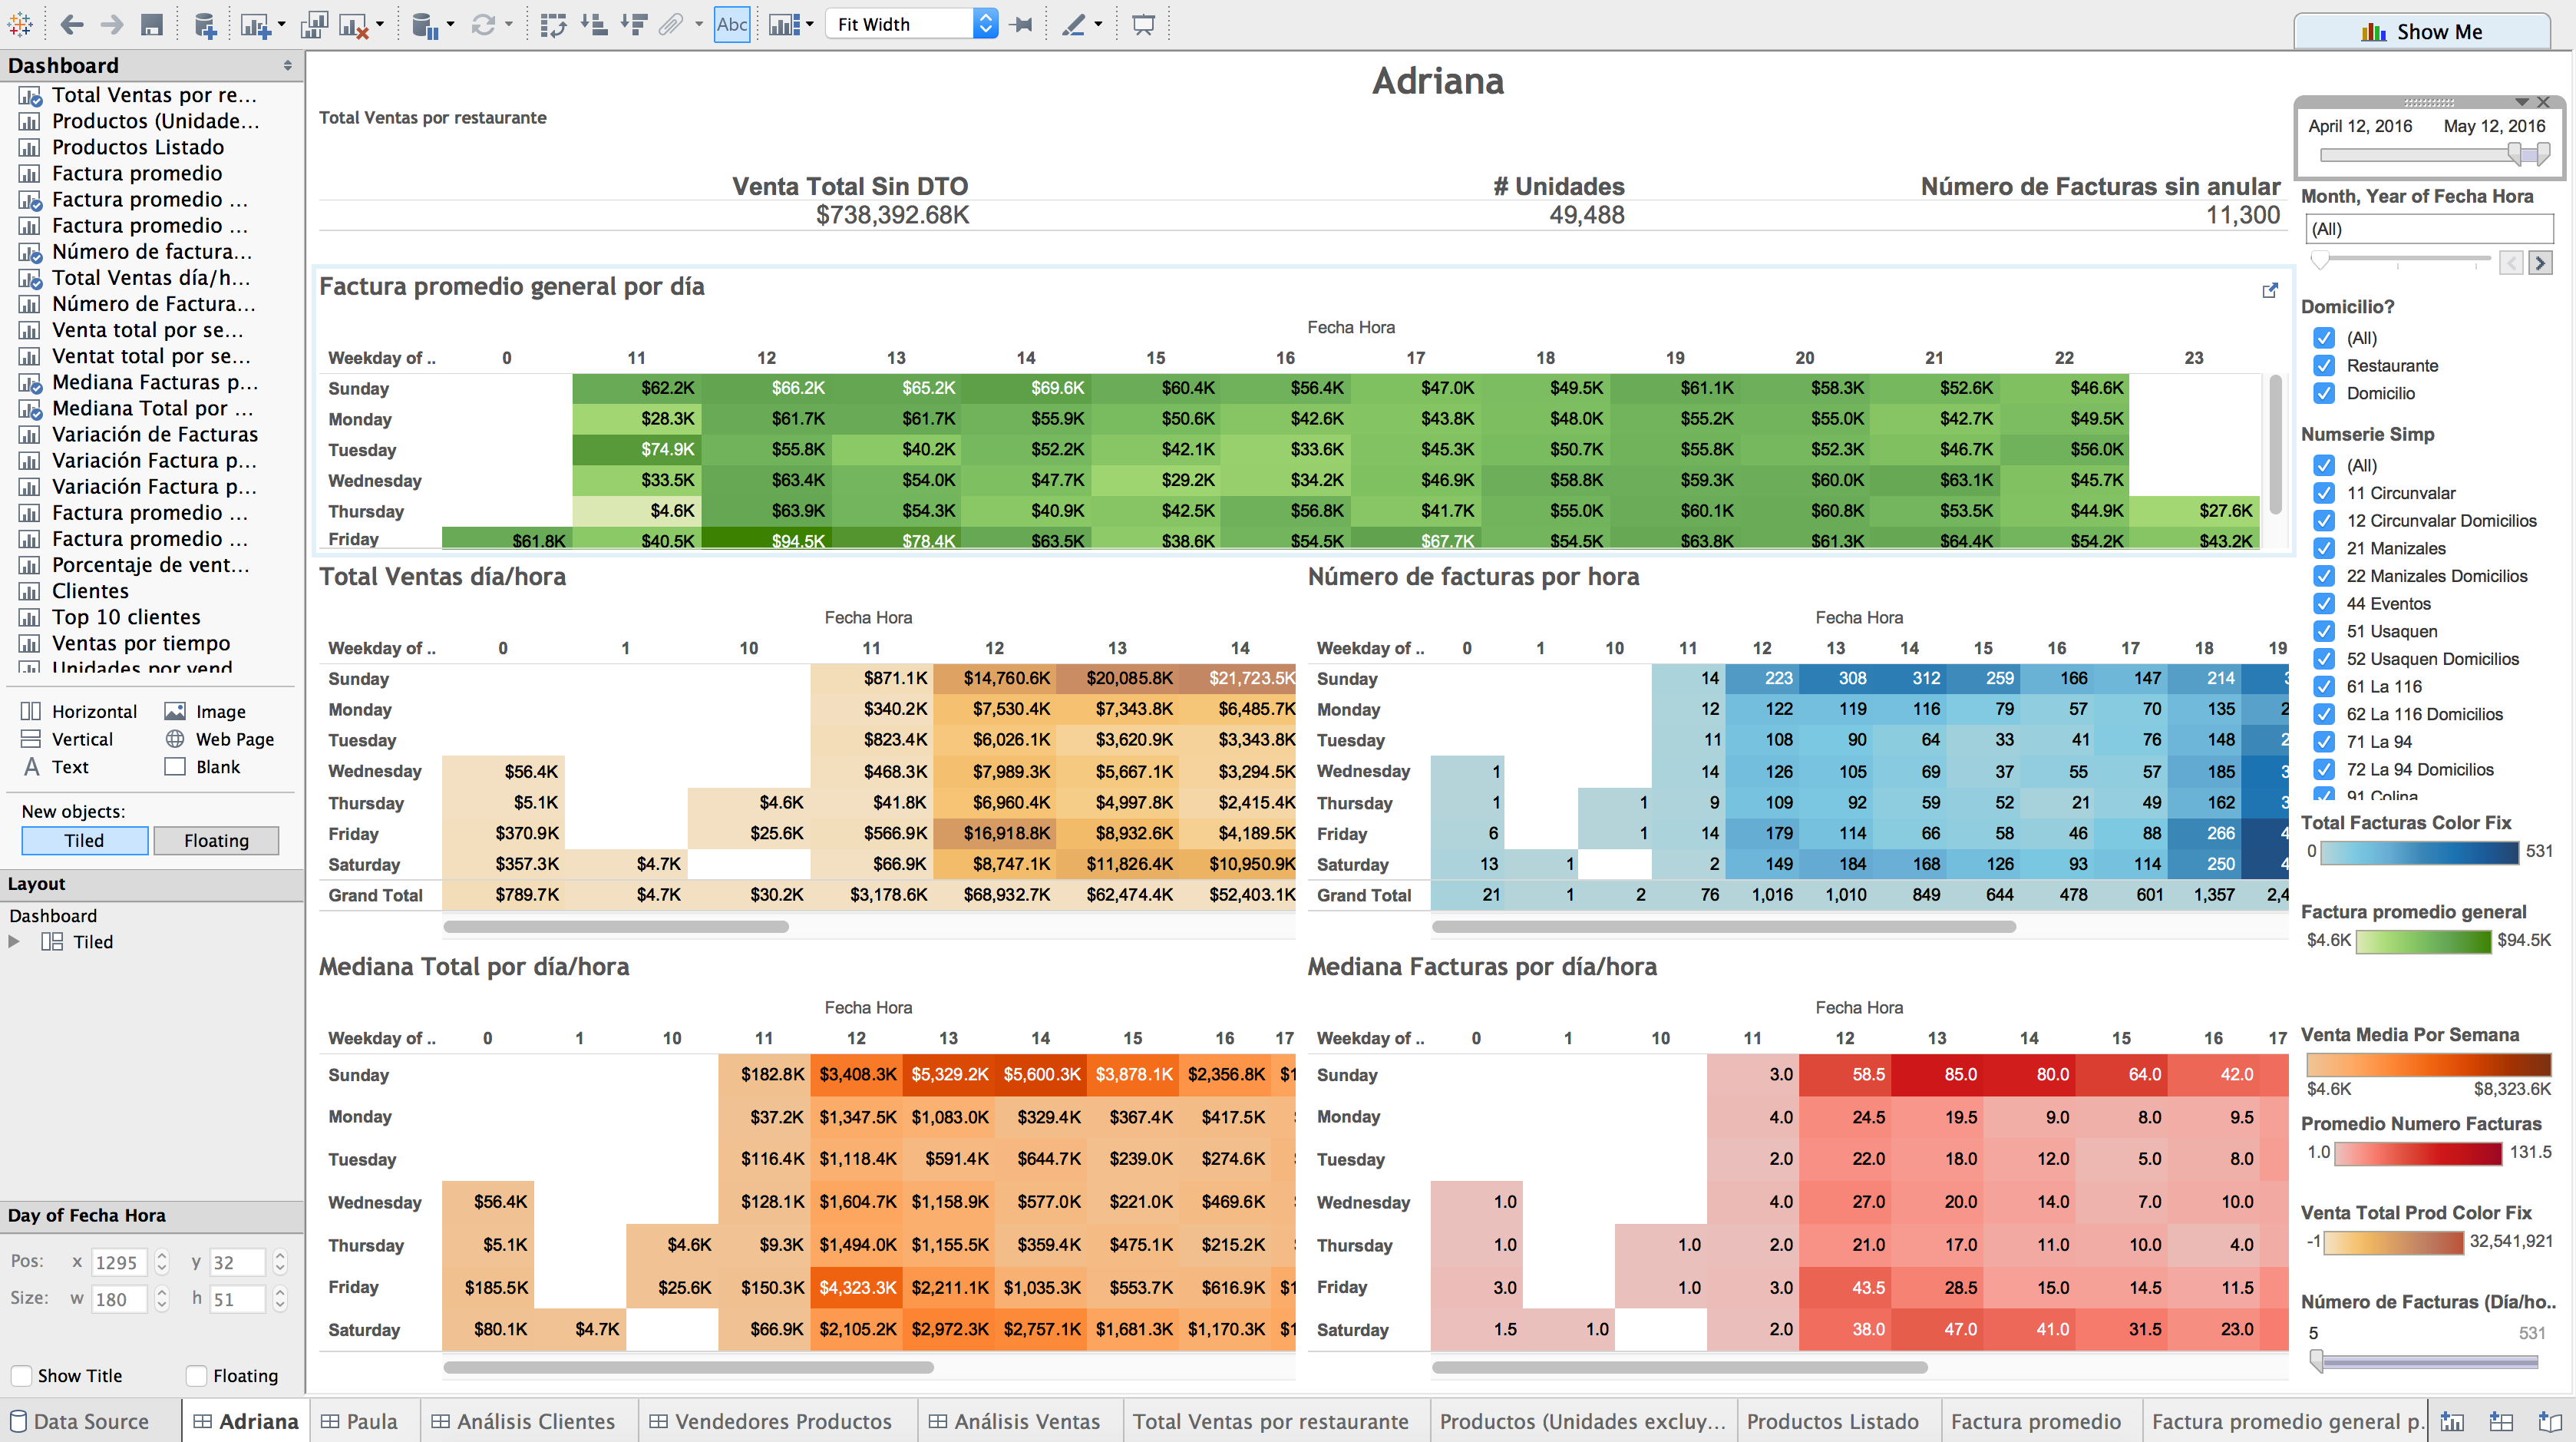 Abc
Fit Width
Show Me
Dashboard
Total Ventas por re...
Productos (Unidade...
Productos Listado
Factura promedio
Factura promedio ...
Factura promedio ...
Número de factura...
Total Ventas día/h...
Número de Factura...
Venta total por se...
Ventat total por se...
Mediana Facturas p...
Mediana Total por ...
Variación de Facturas
Variación Factura p...
Variación Factura p...
Factura promedio ...
Factura promedio ...
Porcentaje de vent...
Clientes
Top 10 clientes
Ventas por tiempo
Unidades por vend
Horizontal Image
Vertical Web Page
A Text Blank
New objects:
Tiled Floating
Layout
Dashboard
Tiled
Day of Fecha Hora
Pos: x 1295 y 32
Size: w 180 h 51
Show Title Floating
Adriana
Total Ventas por restaurante
Venta Total Sin DTO # Unidades Número de Facturas sin anular
$738,392.68K 49,488 11,300
Factura promedio general por día
Fecha Hora
Weekday of .. 0 11 12 13 14 15 16 17 18 19 20 21 22 23
Sunday $62.2K $66.2K $65.2K $69.6K $60.4K $56.4K $47.0K $49.5K $61.1K $58.3K $52.6K $46.6K
Monday $28.3K $61.7K $61.7K $55.9K $50.6K $42.6K $43.8K $48.0K $55.2K $55.0K $42.7K $49.5K
Tuesday $74.9K $55.8K $40.2K $52.2K $42.1K $33.6K $45.3K $50.7K $55.8K $52.3K $46.7K $56.0K
Wednesday $33.5K $63.4K $54.0K $47.7K $29.2K $34.2K $46.9K $58.8K $59.3K $60.0K $63.1K $45.7K
Thursday $4.6K $63.9K $54.3K $40.9K $42.5K $56.8K $41.7K $55.0K $60.1K $60.8K $53.5K $44.9K $27.6K
Friday $61.8K $40.5K $94.5K $78.4K $63.5K $38.6K $54.5K $67.7K $54.5K $63.8K $61.3K $64.4K $54.2K $43.2K
Total Ventas día/hora
Fecha Hora
Weekday of .. 0 1 10 11 12 13 14
Sunday $871.1K $14,760.6K $20,085.8K $21,723.5K
Monday $340.2K $7,530.4K $7,343.8K $6,485.7K
Tuesday $823.4K $6,026.1K $3,620.9K $3,343.8K
Wednesday $56.4K $468.3K $7,989.3K $5,667.1K $3,294.5K
Thursday $5.1K $4.6K $41.8K $6,960.4K $4,997.8K $2,415.4K
Friday $370.9K $25.6K $566.9K $16,918.8K $8,932.6K $4,189.5K
Saturday $357.3K $4.7K $66.9K $8,747.1K $11,826.4K $10,950.9K
Grand Total $789.7K $4.7K $30.2K $3,178.6K $68,932.7K $62,474.4K $52,403.1K
Número de facturas por hora
Fecha Hora
Weekday of .. 0 1 10 11 12 13 14 15 16 17 18 19
Sunday 14 223 308 312 259 166 147 214 3
Monday 12 122 119 116 79 57 70 135 2
Tuesday 11 108 90 64 33 41 76 148 2
Wednesday 1 14 126 105 69 37 55 57 185 3
Thursday 1 1 9 109 92 59 52 21 49 162 3
Friday 6 1 14 179 114 66 58 46 88 266 4
Saturday 13 1 2 149 184 168 126 93 114 250 4
Grand Total 21 1 2 76 1,016 1,010 849 644 478 601 1,357 2,4
Mediana Total por día/hora
Fecha Hora
Weekday of .. 0 1 10 11 12 13 14 15 16 17
Sunday $182.8K $3,408.3K $5,329.2K $5,600.3K $3,878.1K $2,356.8K $1
Monday $37.2K $1,347.5K $1,083.0K $329.4K $367.4K $417.5K
Tuesday $116.4K $1,118.4K $591.4K $644.7K $239.0K $274.6K
Wednesday $56.4K $128.1K $1,604.7K $1,158.9K $577.0K $221.0K $469.6K
Thursday $5.1K $4.6K $9.3K $1,494.0K $1,155.5K $359.4K $475.1K $215.2K
Friday $185.5K $25.6K $150.3K $4,323.3K $2,211.1K $1,035.3K $553.7K $616.9K $1
Saturday $80.1K $4.7K $66.9K $2,105.2K $2,972.3K $2,757.1K $1,681.3K $1,170.3K $1
Mediana Facturas por día/hora
Fecha Hora
Weekday of .. 0 1 10 11 12 13 14 15 16 17
Sunday 3.0 58.5 85.0 80.0 64.0 42.0
Monday 4.0 24.5 19.5 9.0 8.0 9.5
Tuesday 2.0 22.0 18.0 12.0 5.0 8.0
Wednesday 1.0 4.0 27.0 20.0 14.0 7.0 10.0
Thursday 1.0 1.0 2.0 21.0 17.0 11.0 10.0 4.0
Friday 3.0 1.0 3.0 43.5 28.5 15.0 14.5 11.5
Saturday 1.5 1.0 2.0 38.0 47.0 41.0 31.5 23.0
April 12, 2016 May 12, 2016
Month, Year of Fecha Hora
(All)
Domicilio?
(All)
Restaurante
Domicilio
Numserie Simp
(All)
11 Circunvalar
12 Circunvalar Domicilios
21 Manizales
22 Manizales Domicilios
44 Eventos
51 Usaquen
52 Usaquen Domicilios
61 La 116
62 La 116 Domicilios
71 La 94
72 La 94 Domicilios
91 Colina
Total Facturas Color Fix
0 531
Factura promedio general
$4.6K $94.5K
Venta Media Por Semana
$4.6K $8,323.6K
Promedio Numero Facturas
1.0 131.5
Venta Total Prod Color Fix
-1 32,541,921
Número de Facturas (Día/ho..
5 531
Data Source Adriana Paula Análisis Clientes Vendedores Productos Análisis Ventas Total Ventas por restaurante Productos (Unidades excluy... Productos Listado Factura promedio Factura promedio general p.